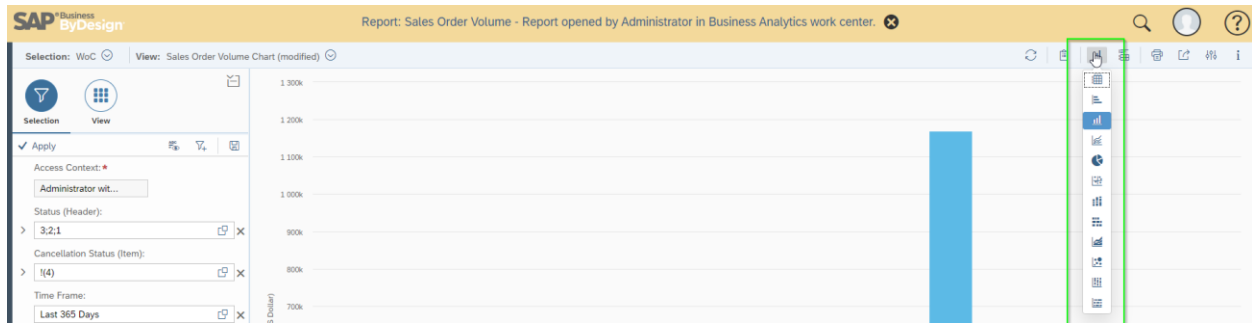 SAP Business ByDesign
Report: Sales Order Volume - Report opened by Administrator in Business Analytics work center.
Selection: WoC
View: Sales Order Volume Chart (modified)
Selection
View
Apply
Access Context: *
Administrator wit...
Status (Header):
3;2;1
Cancellation Status (Item):
!(4)
Time Frame:
Last 365 Days
1 300k
1 200k
1 100k
1 000k
900k
800k
700k
Dollar)